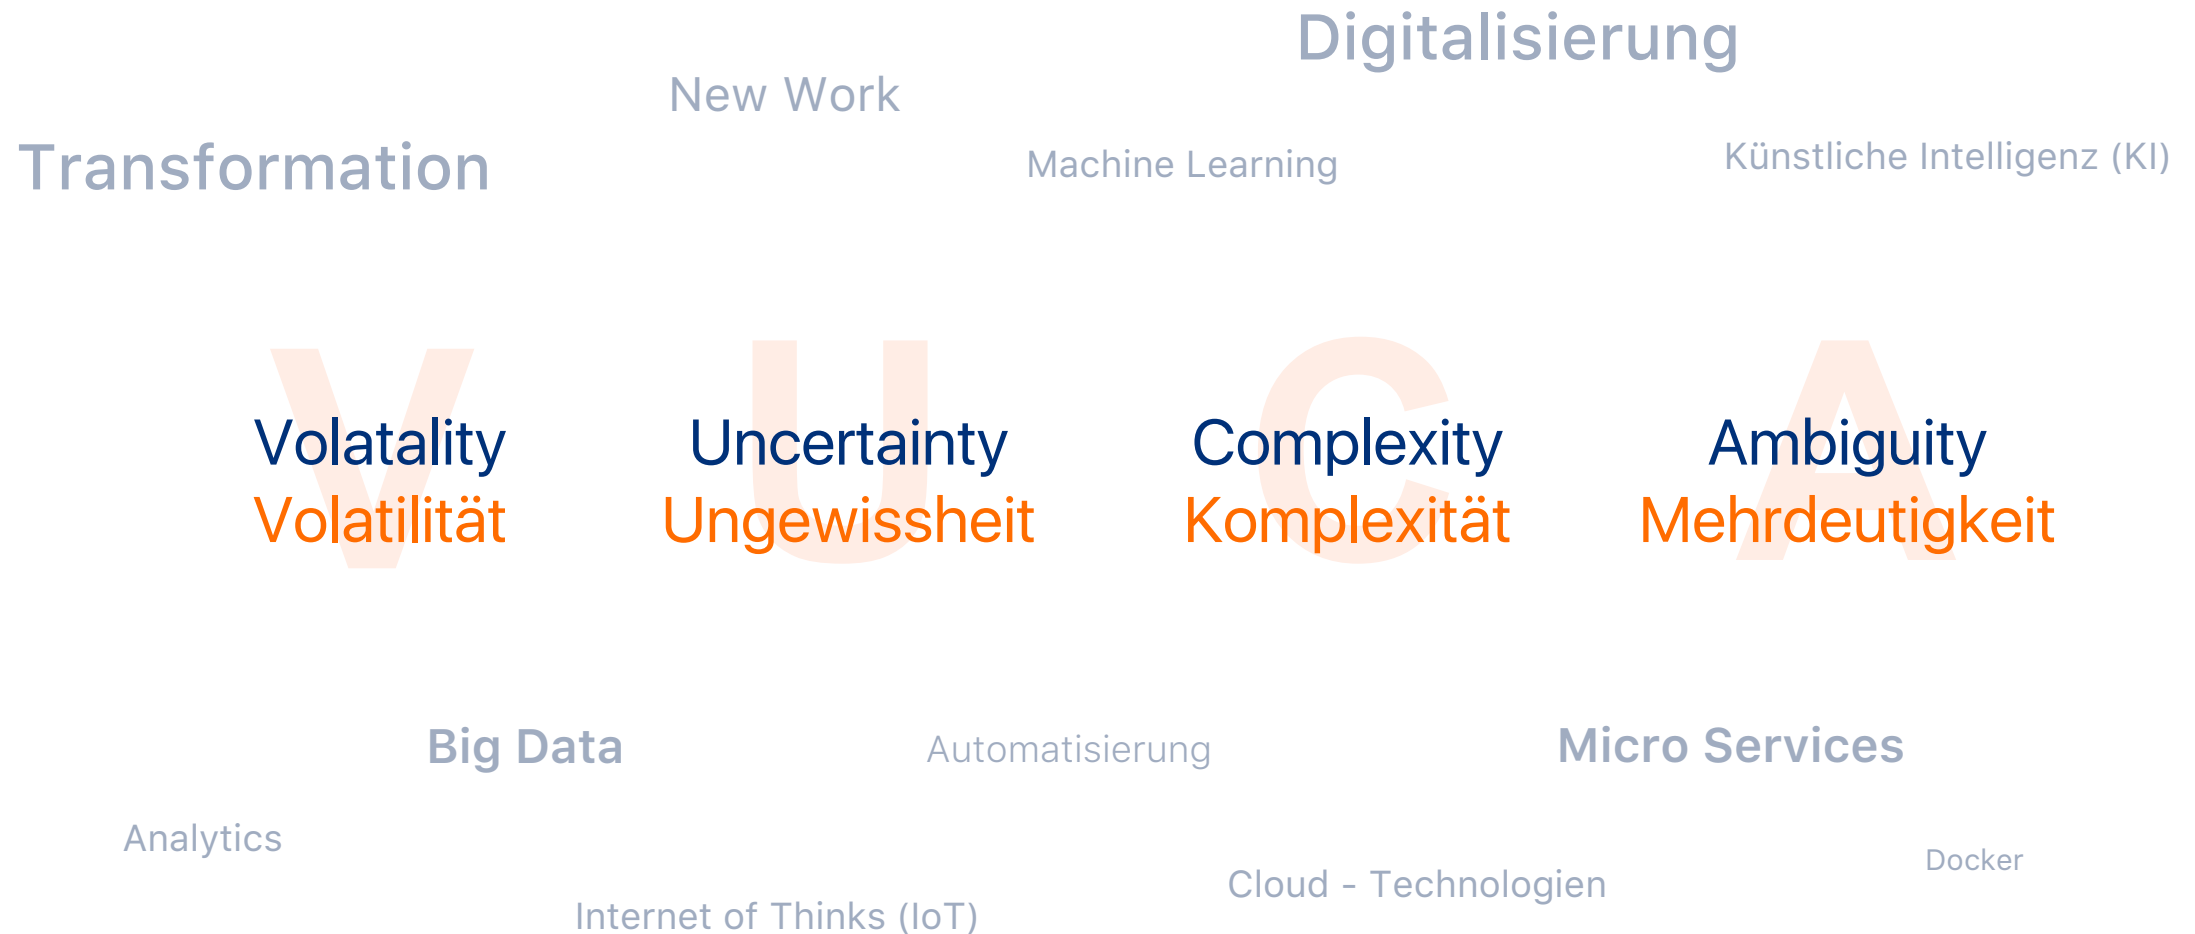 Digitalisierung
New Work
Transformation
Machine Learning
Künstliche Intelligenz (KI)
V U C A
Volatality Uncertainty Complexity Ambiguity
Volatilität Ungewissheit Komplexität Mehrdeutigkeit
Big Data
Automatisierung
Micro Services
Analytics
Docker
Cloud - Technologien
Internet of Thinks (IoT)